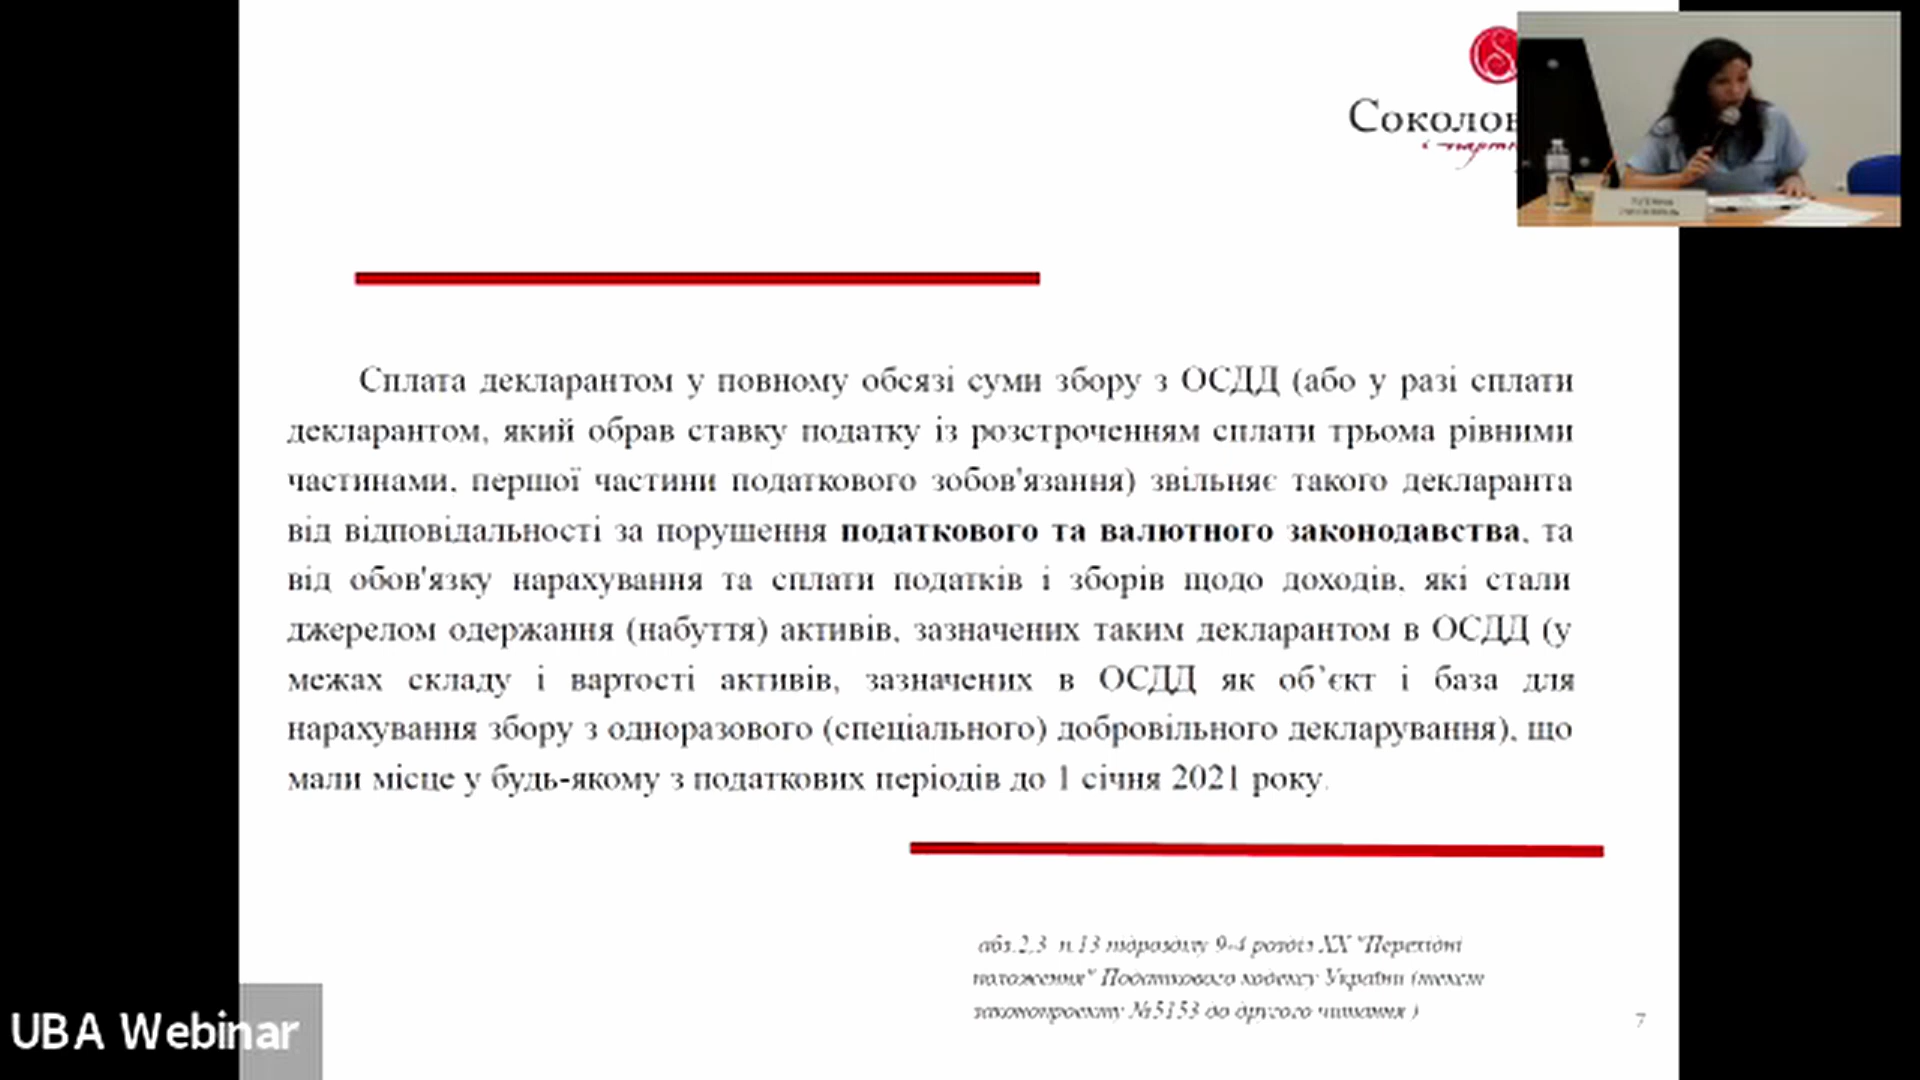 Соколов
Сплата декларантом у повному обсязі суми збору з ОСДД (або у разі сплати
декларантом, який обрав ставку податку із розстроченням сплати трьома рівними
частинами, першої частини податкового зобов'язання) звільняє такого декларанта
від відповідальності за порушення податкового та валютного законодавства, та
від обов'язку нарахування та сплати податків і зборів щодо доходів, які стали
джерелом одержання (набуття) активів, зазначених таким декларантом в ОСДД (у
межах складу і вартості активів, зазначених в ОСДД як об’єкт і база для
нарахування збору з одноразового (спеціального) добровільного декларування), що
мали місце у будь-якому з податкових періодів до 1 січня 2021 року.
абз.2,3 п.13 підрозділу 9-4 розділ ХХ "Перехідні
положення" Податкового кодексу України (текст
законопроекту №5153 до другого читання )
7
UBA Webinar